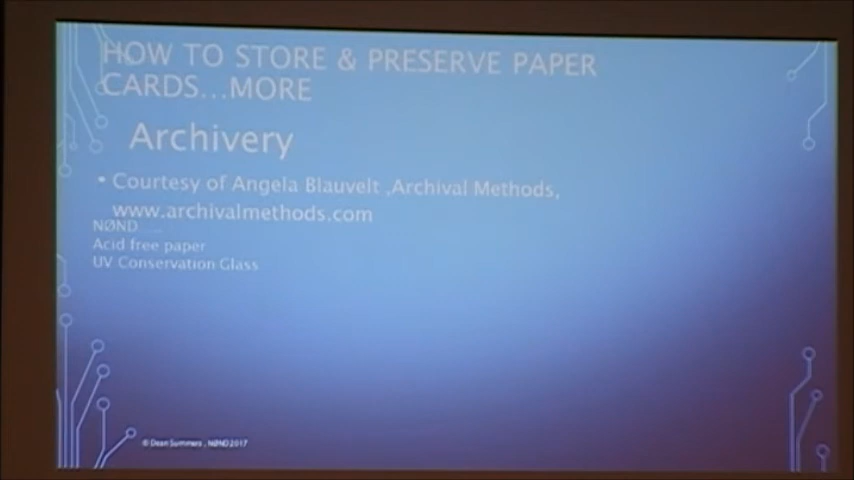 HOW TO STORE & PRESERVE PAPER
CARDS...MORE
Archivery
• Courtesy of Angela Blauvelt ,Archival Methods,
www.archivalmethods.com
NØND.....
Acid free paper
UV Conservation Glass
© Dean Summers , NØND 2017